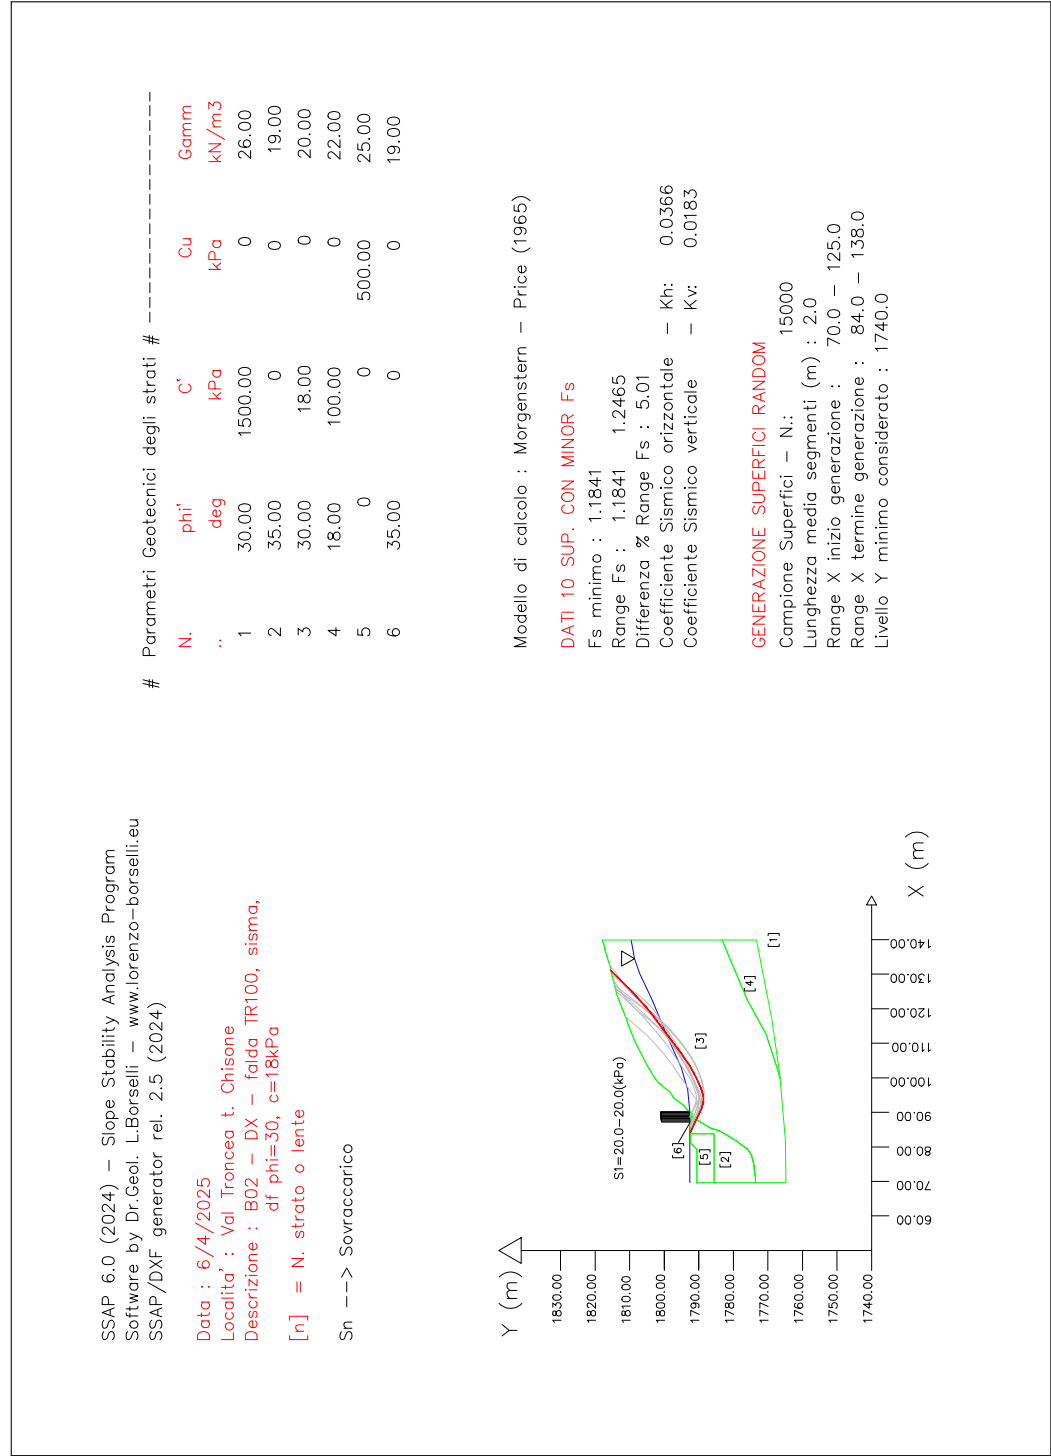 SSAP 6.0 (2024) - Slope Stability Analysis Program
Software by Dr.Geol. L.Borselli - www.lorenzo-borselli.eu
SSAP/DXF generator rel. 2.5 (2024)
Data : 6/4/2025
Localita' : Val Troncea t. Chisone
Descrizione : B02 - DX - falda TR100, sisma,
df phi=30, c=18kPa
[n] = N. strato o lente
Sn ---> Sovraccarico
# Parametri Geotecnici degli strati # ------------------------
N. phi' C' Cu Gamm
.. deg kPa kPa kN/m3
1 30.00 1500.00 0 26.00
2 35.00 0 0 19.00
3 30.00 18.00 0 20.00
4 18.00 100.00 0 22.00
5 0 0 500.00 25.00
6 35.00 0 0 19.00
Modello di calcolo : Morgenstern - Price (1965)
DATI 10 SUP. CON MINOR Fs
Fs minimo : 1.1841
Range Fs : 1.1841 1.2465
Differenza % Range Fs : 5.01
Coefficiente Sismico orizzontale - Kh: 0.0366
Coefficiente Sismico verticale - Kv: 0.0183
GENERAZIONE SUPERFICI RANDOM
Campione Superfici - N.: 15000
Lunghezza media segmenti (m) : 2.0
Range X inizio generazione : 70.0 - 125.0
Range X termine generazione : 84.0 - 138.0
Livello Y minimo considerato : 1740.0
Y (m)
1830.00
1820.00
1810.00
1800.00
1790.00
1780.00
1770.00
1760.00
1750.00
1740.00
S1=20.0-20.0(kPa)
[6]
[5]
[2]
[3]
[4]
[1]
60.00
70.00
80.00
90.00
100.00
110.00
120.00
130.00
140.00
X (m)